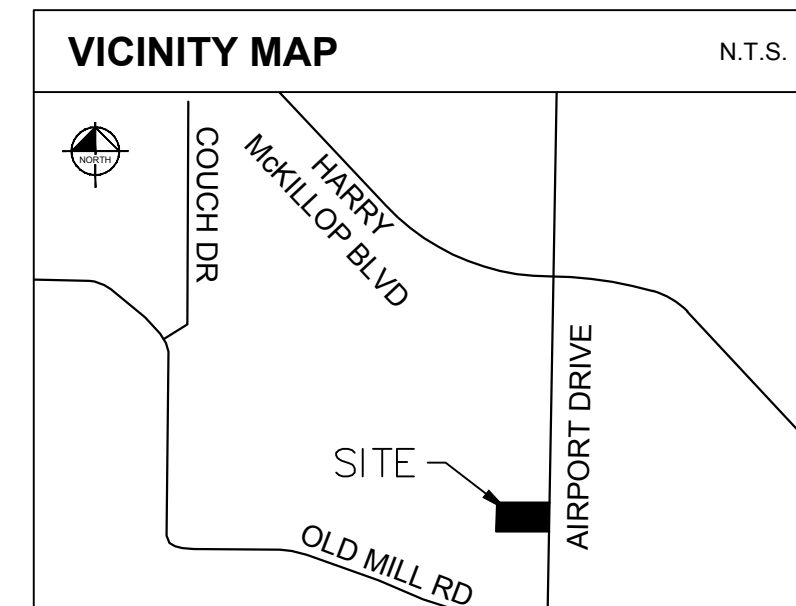 VICINITY MAP
N.T.S.
NORTH
COUCH DR
HARRY
McKILLOP BLVD
AIRPORT DRIVE
SITE
OLD MILL RD